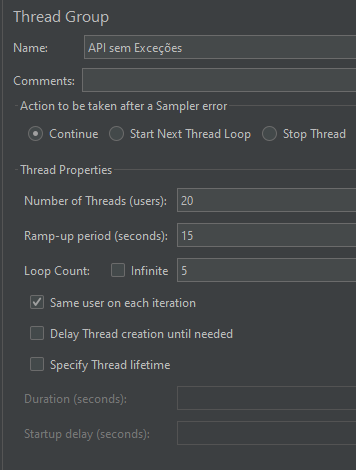 Thread Group
Name: API sem Exceções
Comments:
Action to be taken after a Sampler error
Continue Start Next Thread Loop Stop Thread
Thread Properties
Number of Threads (users): 20
Ramp-up period (seconds): 15
Loop Count: Infinite 5
Same user on each iteration
Delay Thread creation until needed
Specify Thread lifetime
Duration (seconds):
Startup delay (seconds):